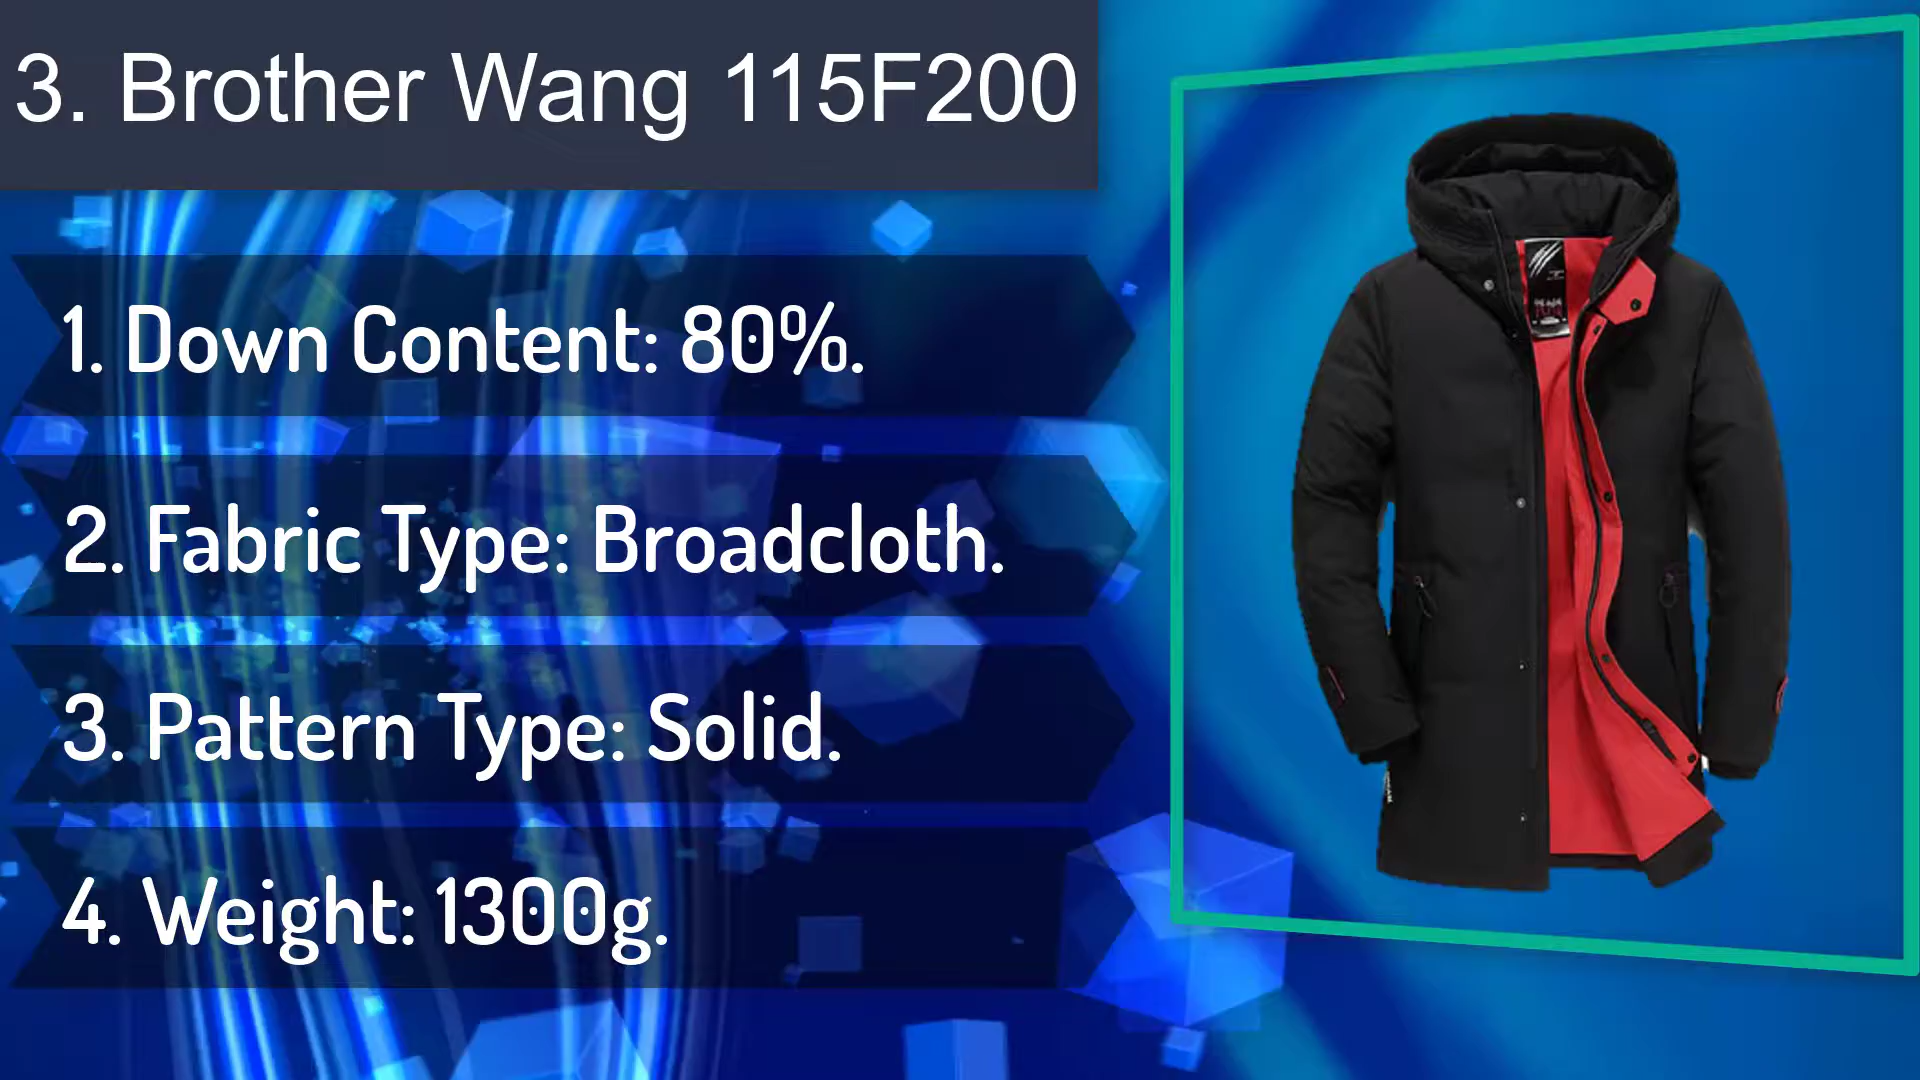 3. Brother Wang 115F200
1. Down Content: 80%.
2. Fabric Type: Broadcloth.
3. Pattern Type: Solid.
4. Weight: 1300g.